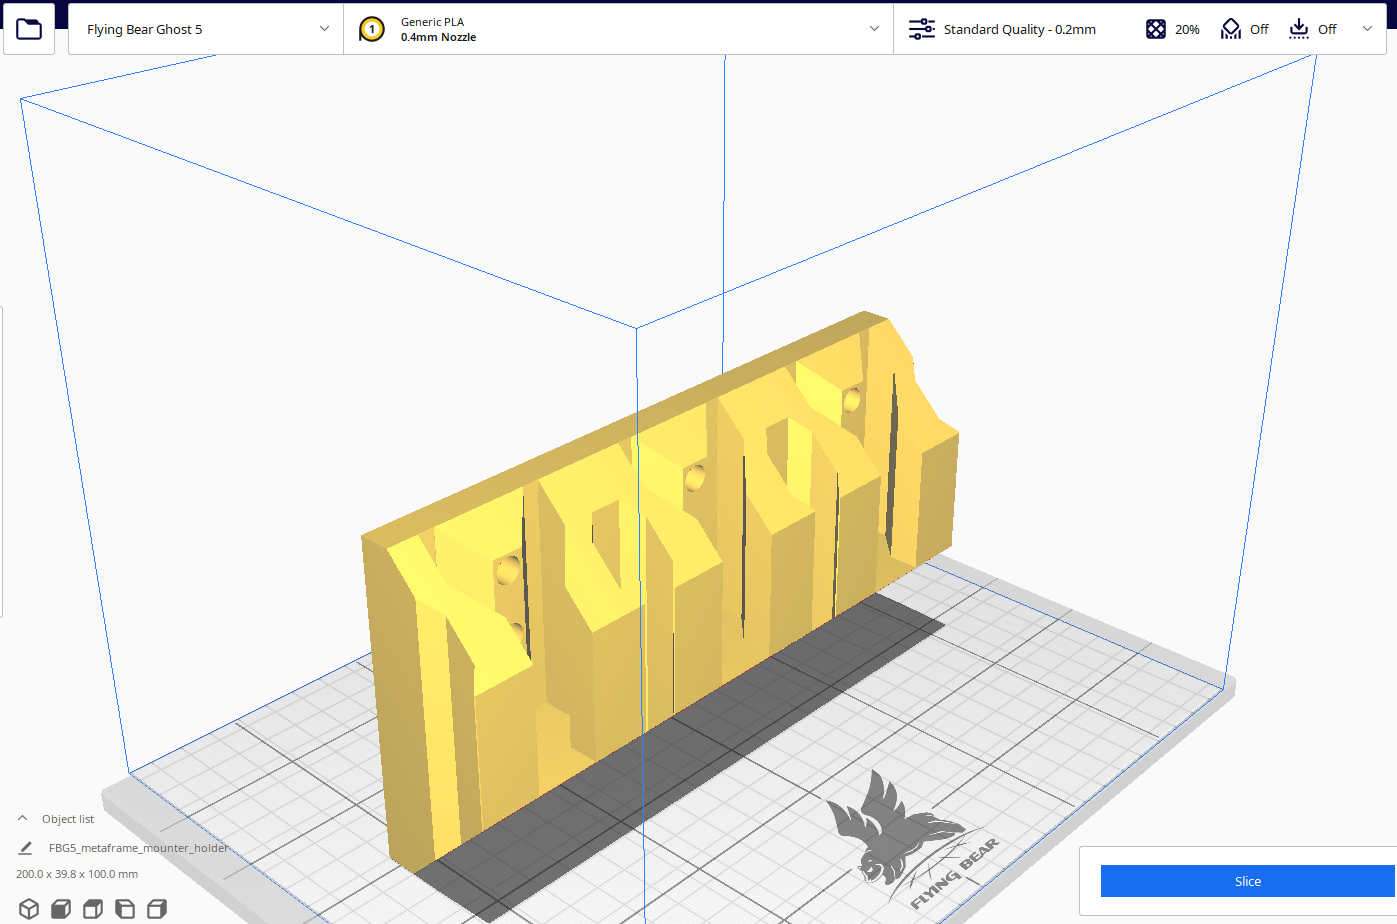 Flying Bear Ghost 5
1
Generic PLA
0.4mm Nozzle
Standard Quality - 0.2mm
20%
Off
Off
FLYING BEAR
Object list
FBG5_metaframe_mounter_holder
200.0 x 39.8 x 100.0 mm
Slice